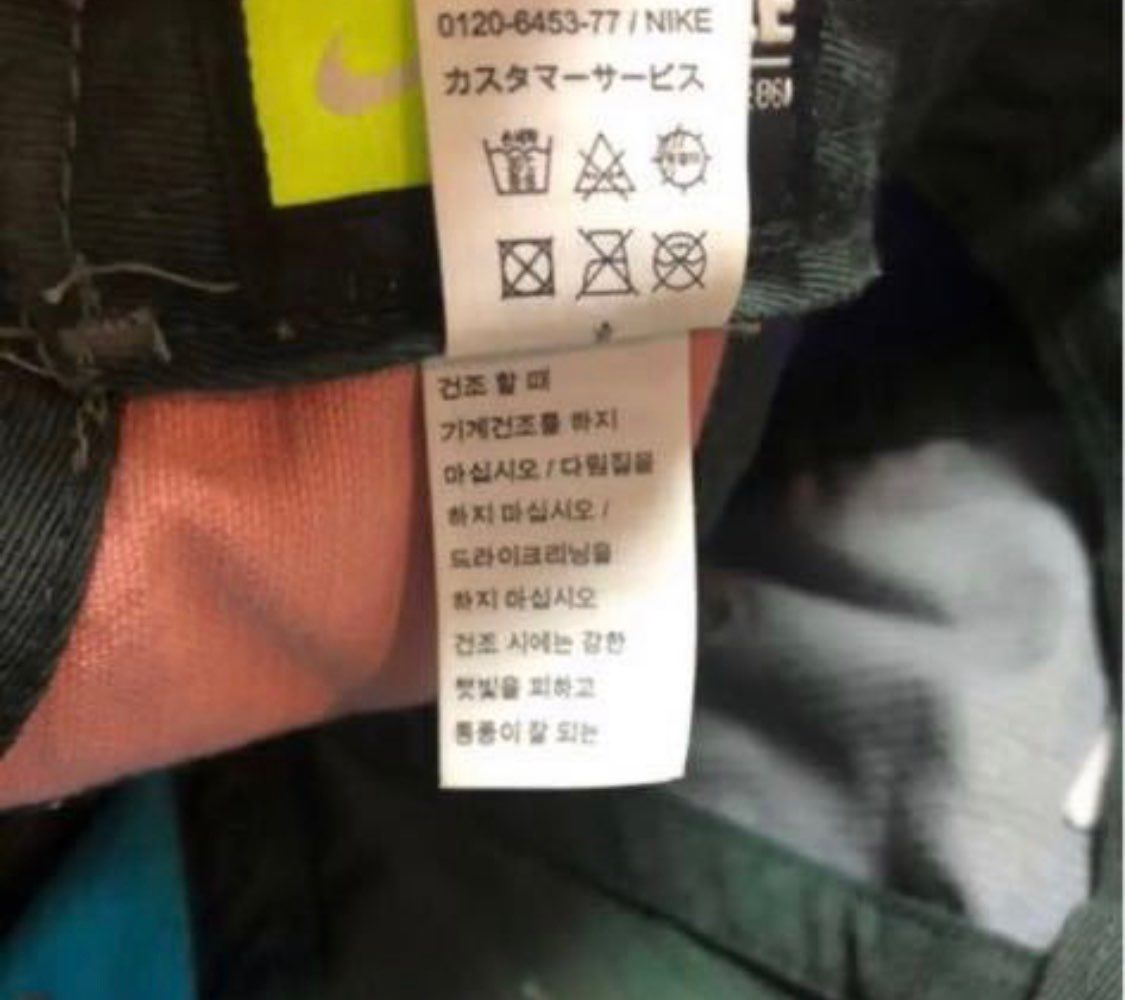 0120-6453-77 / NIKE
カスタマーサービス
건조 할 때
기계건조를 하지
마십시오 / 다림질을
하지 마십시오 /
드라이크리닝을
하지 마십시오
건조 시에는 강한
햇빛을 피하고
통풍이 잘 되는